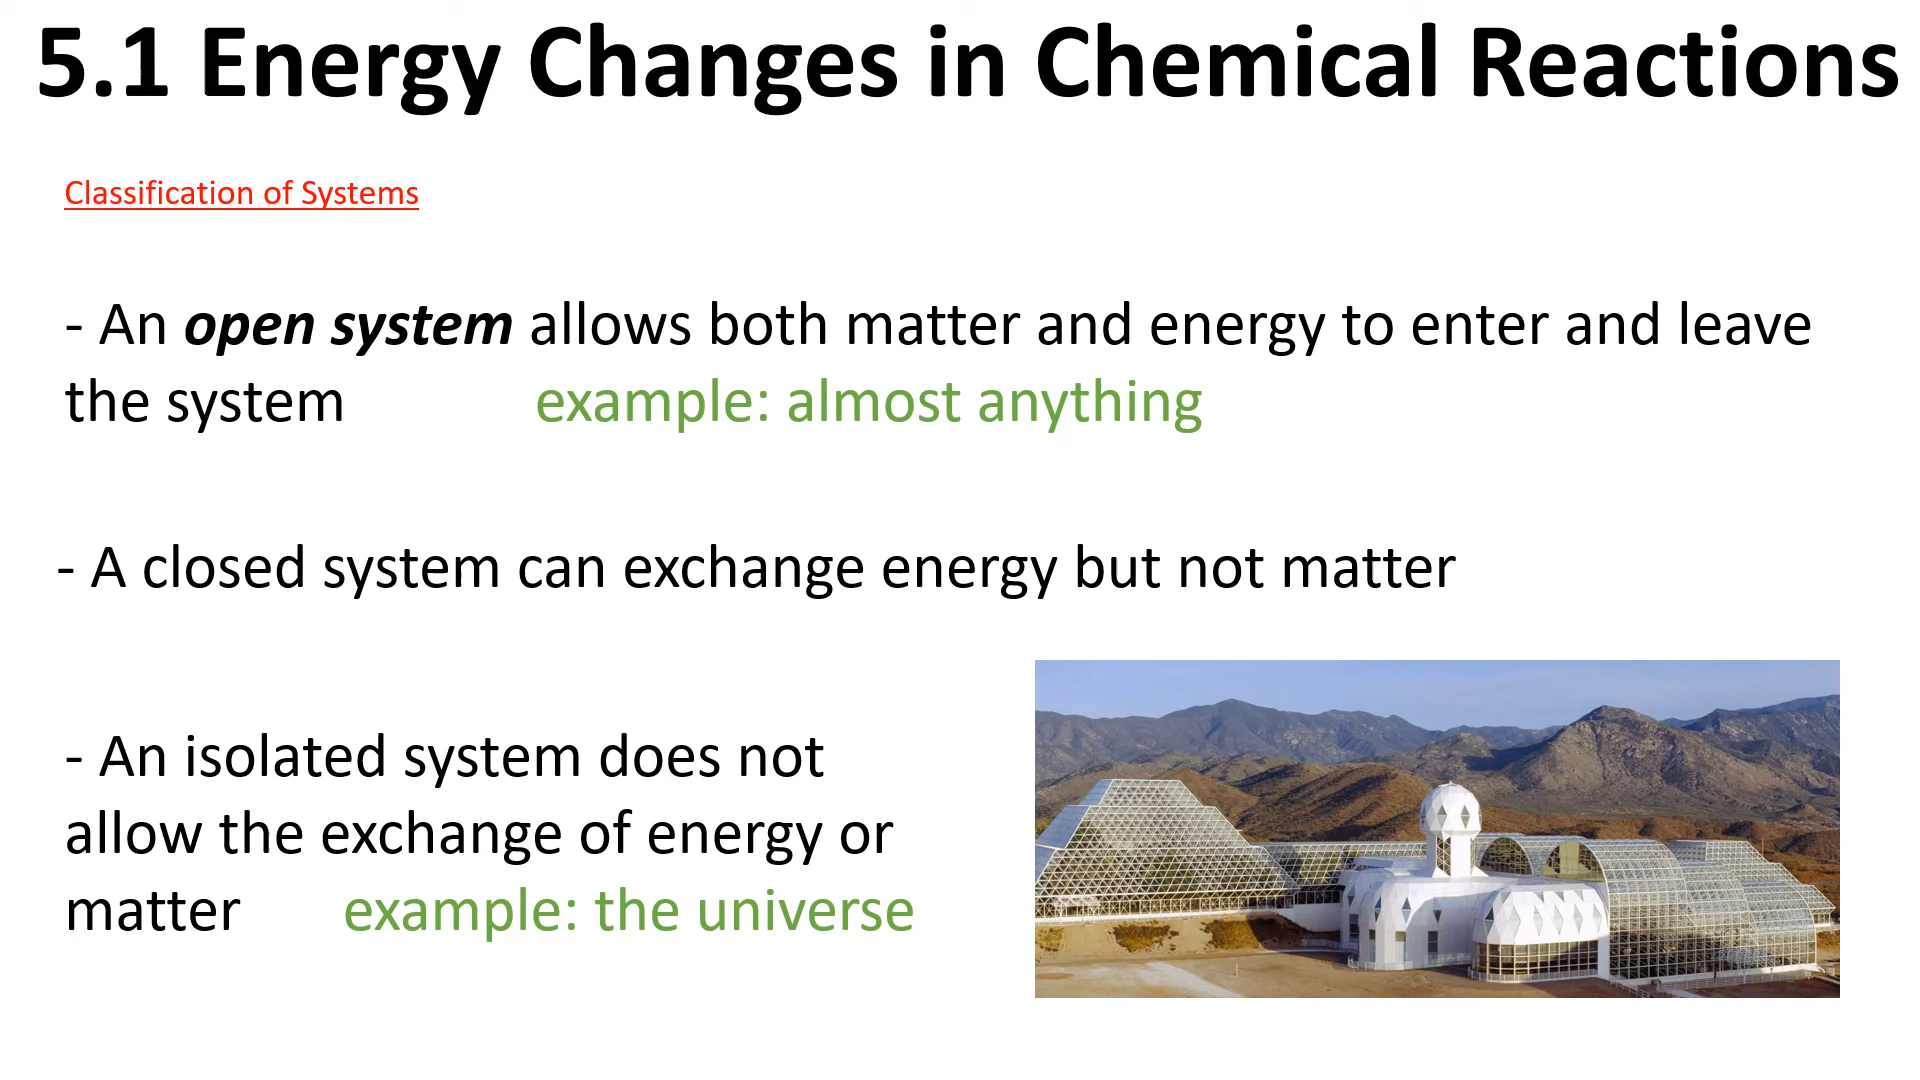 5.1 Energy Changes in Chemical Reactions
Classification of Systems
- An open system allows both matter and energy to enter and leave
the system example: almost anything
- A closed system can exchange energy but not matter
- An isolated system does not
allow the exchange of energy or
matter example: the universe